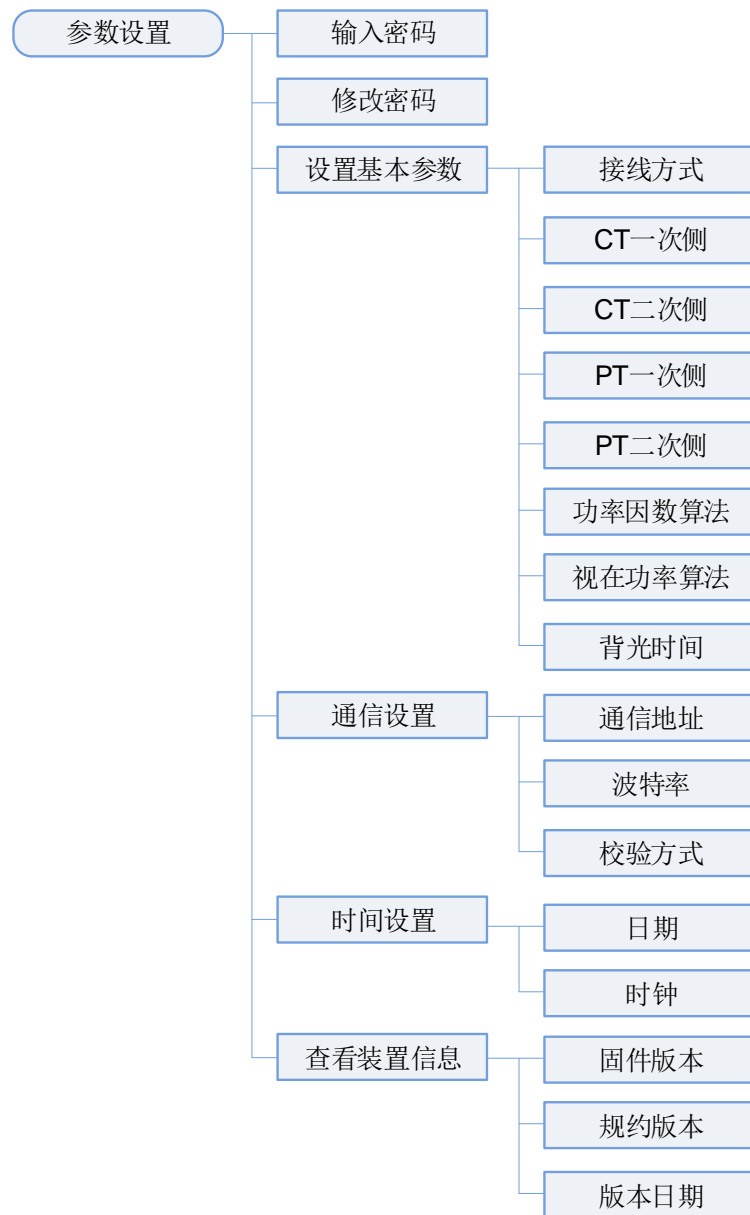 参数设置
输入密码
修改密码
设置基本参数
接线方式
CT一次侧
CT二次侧
PT一次侧
PT二次侧
功率因数算法
视在功率算法
背光时间
通信设置
通信地址
波特率
校验方式
时间设置
日期
时钟
查看装置信息
固件版本
规约版本
版本日期